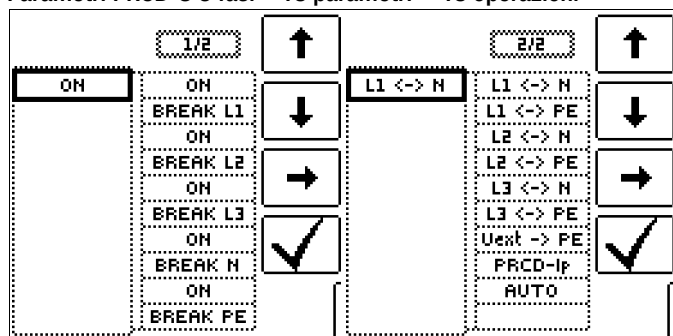 Parametri PRCD-S 3 fasi – 18 parametri – 18 operazioni
1/2
ON
ON
BREAK L1
ON
BREAK L2
ON
BREAK L3
ON
BREAK N
ON
BREAK PE
2/2
L1 <-> N
L1 <-> N
L1 <-> PE
L2 <-> N
L2 <-> PE
L3 <-> N
L3 <-> PE
Uext -> PE
PRCD-Ip
AUTO